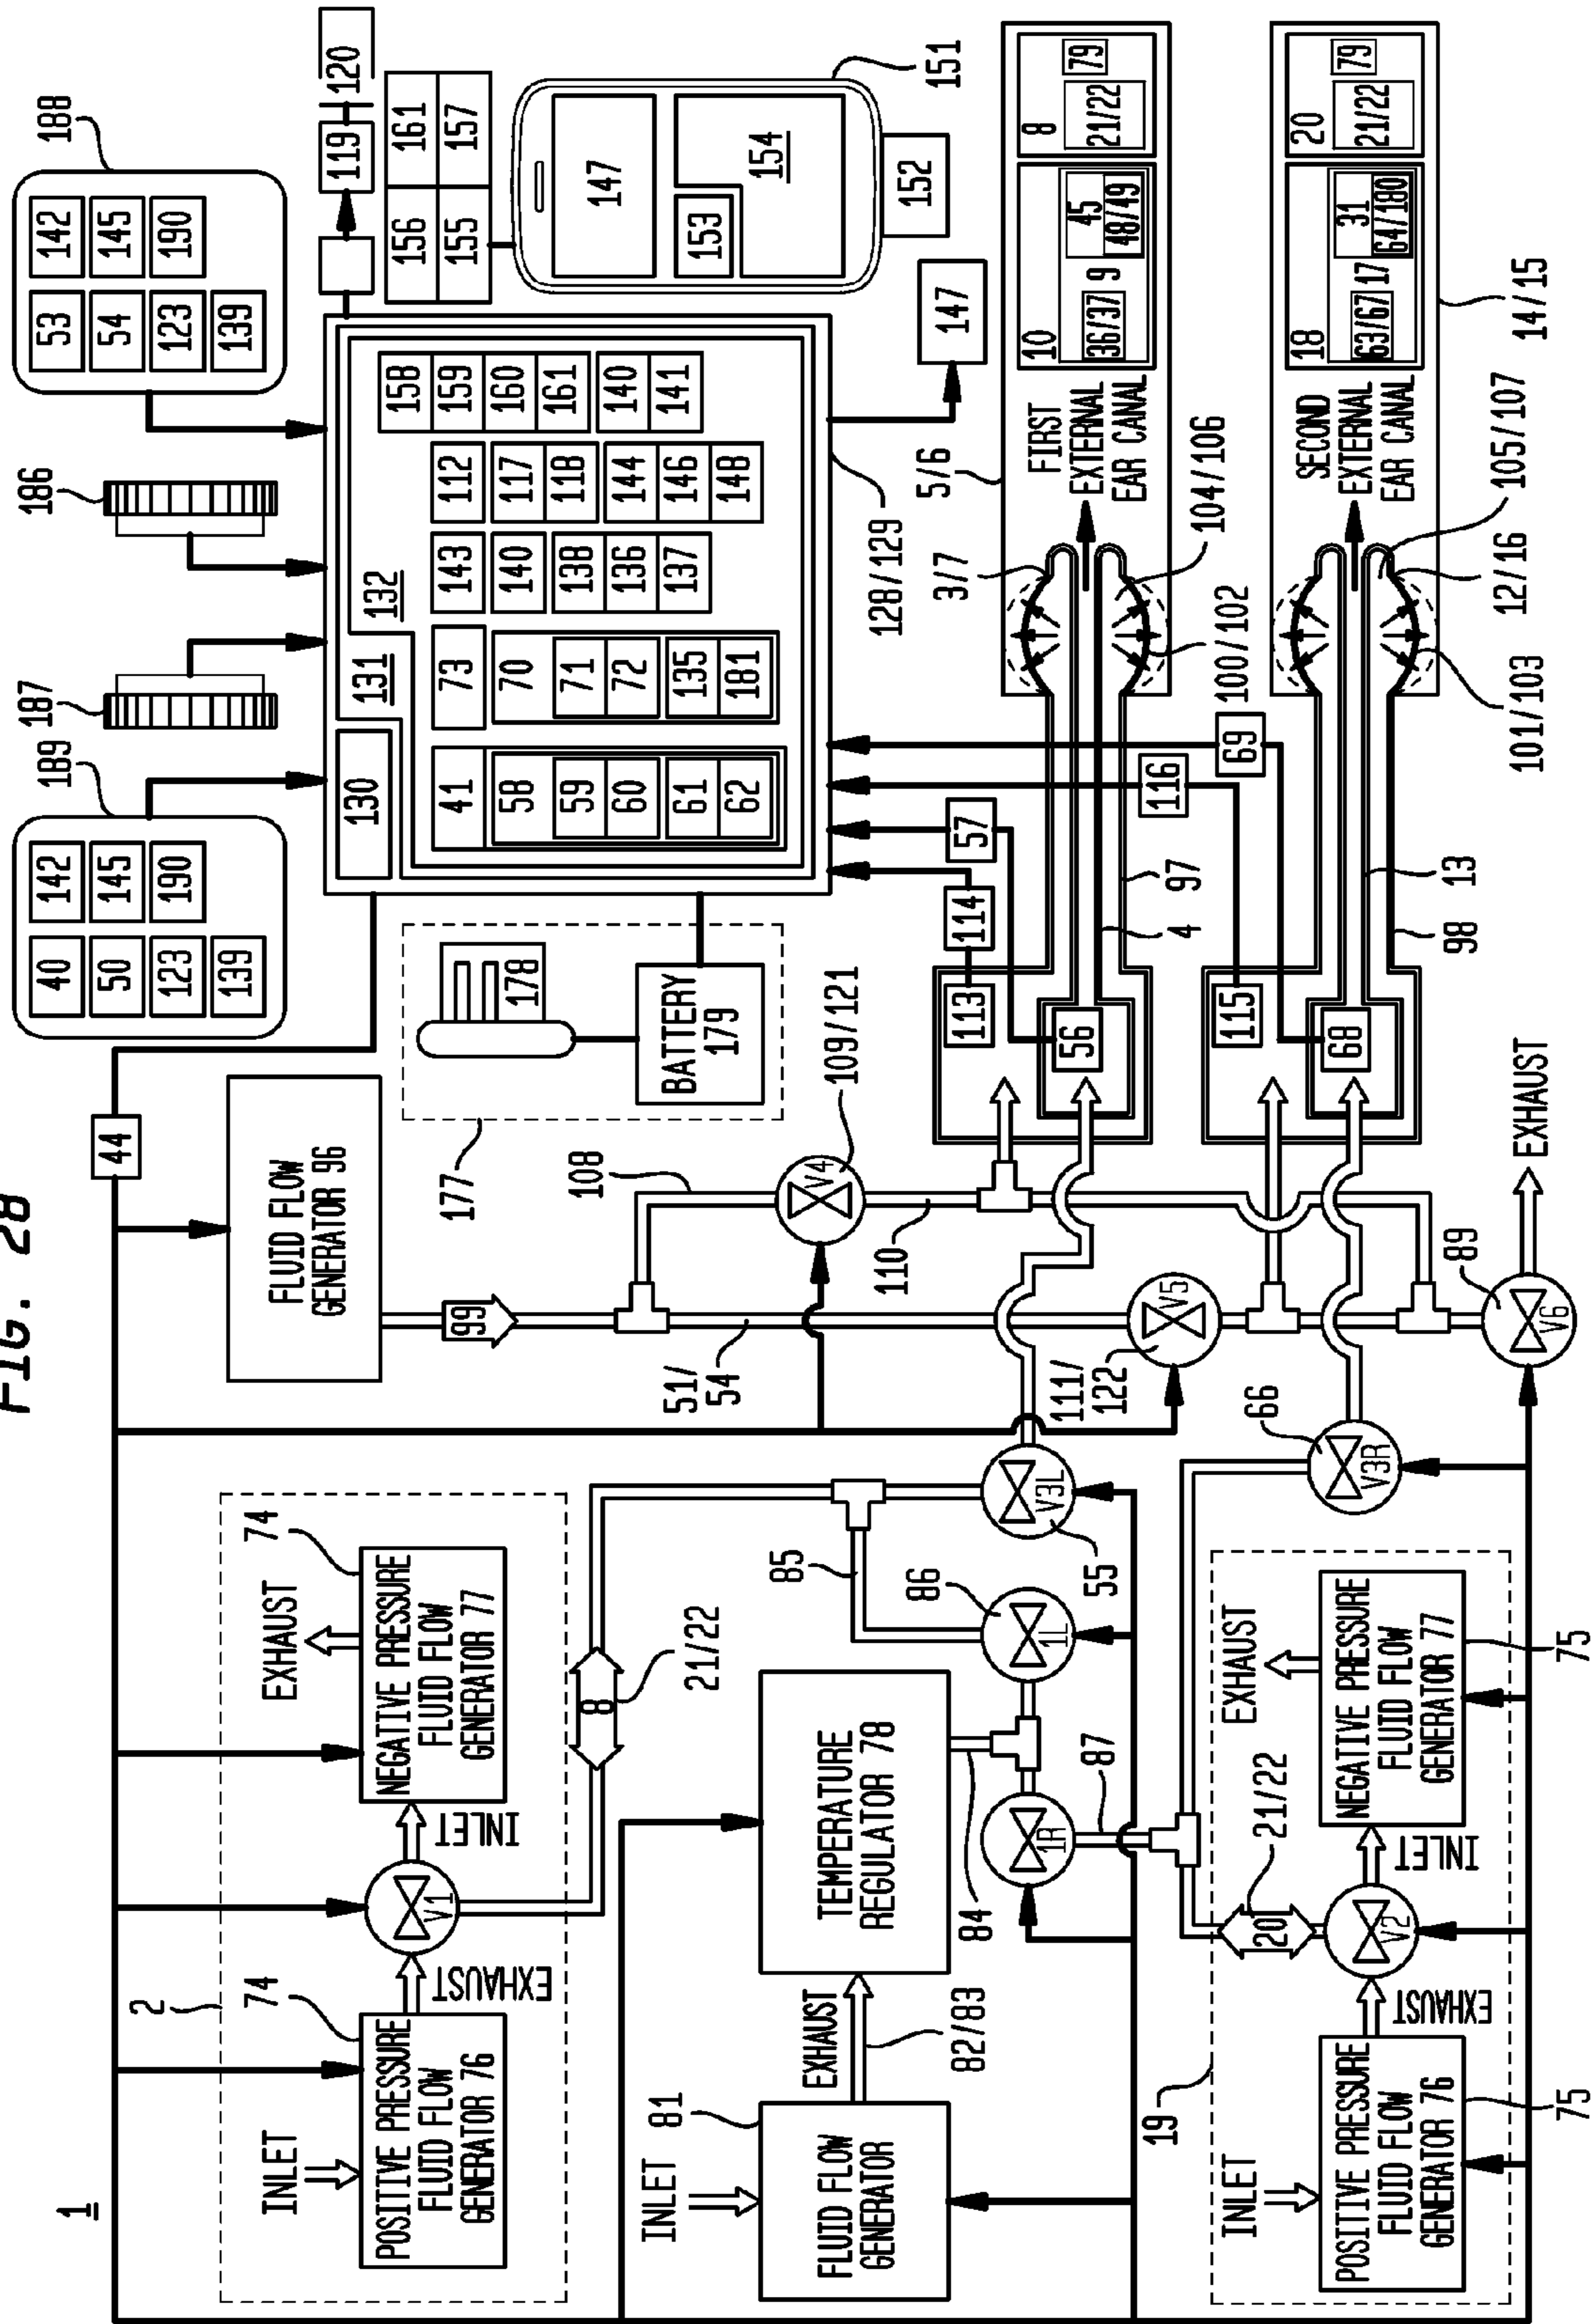 FIG. 28
1
INLET
POSITIVE PRESSURE
FLUID FLOW
GENERATOR 76
74
2
EXHAUST
V1
INLET
NEGATIVE PRESSURE
FLUID FLOW
GENERATOR 77
74
EXHAUST
8
21/22
INLET
FLUID FLOW
GENERATOR
81
EXHAUST
82/83
TEMPERATURE
REGULATOR 78
84
1R
87
1L
86
85
V3L
55
19
INLET
POSITIVE PRESSURE
FLUID FLOW
GENERATOR 76
75
EXHAUST
V2
20
21/22
INLET
NEGATIVE PRESSURE
FLUID FLOW
GENERATOR 77
75
EXHAUST
V3R
66
44
FLUID FLOW
GENERATOR 96
99
51/
54
108
V4
109/121
110
111/
122
V5
V6
89
EXHAUST
177
178
BATTERY
179
40
142
50
145
123
190
139
189
187
186
53
142
54
145
123
190
139
188
119
120
130
131
132
41
58
59
60
61
62
73
70
71
72
135
181
143
140
138
136
137
112
117
118
144
146
148
158
159
160
161
140
141
128/129
156
161
155
157
147
153
154
151
152
147
113
114
56
57
115
116
68
69
4
97
13
98
100/102
3/7
104/106
5/6
101/103
12/16
105/107
14/15
FIRST
EXTERNAL
EAR CANAL
10
36/37
9
45
48/49
8
21/22
79
SECOND
EXTERNAL
EAR CANAL
18
63/67
17
31
64/180
20
21/22
79